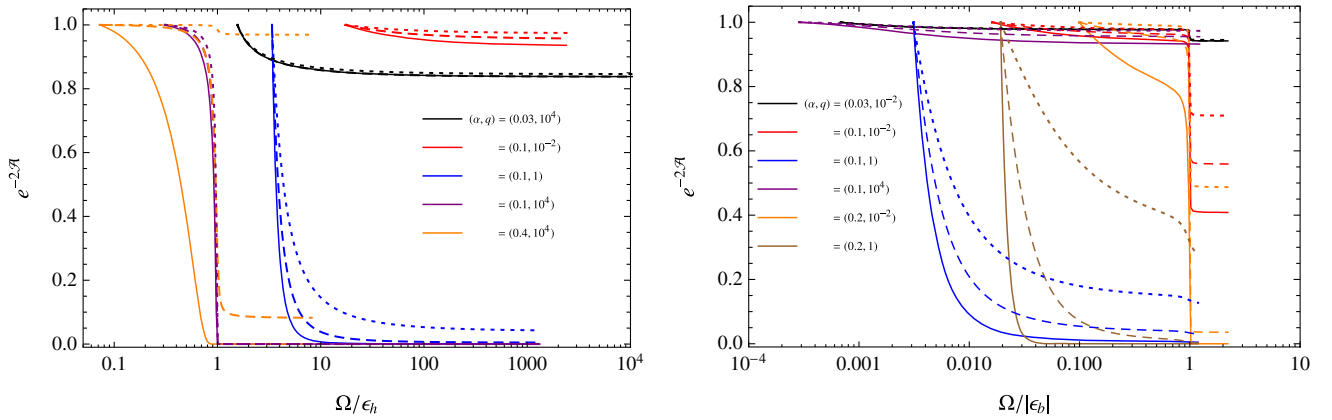 e^{-2𝒜}
1.0
0.8
0.6
0.4
0.2
0.0
(α, q) = (0.03, 10^4)
= (0.1, 10^{-2})
= (0.1, 1)
= (0.1, 10^4)
= (0.4, 10^4)
0.1 1 10 100 1000 10^4
Ω/ϵ_h
e^{-2𝒜}
1.0
0.8
0.6
0.4
0.2
0.0
(α, q) = (0.03, 10^{-2})
= (0.1, 10^{-2})
= (0.1, 1)
= (0.1, 10^4)
= (0.2, 10^{-2})
= (0.2, 1)
10^{-4} 0.001 0.010 0.100 1 10
Ω/|ϵ_b|